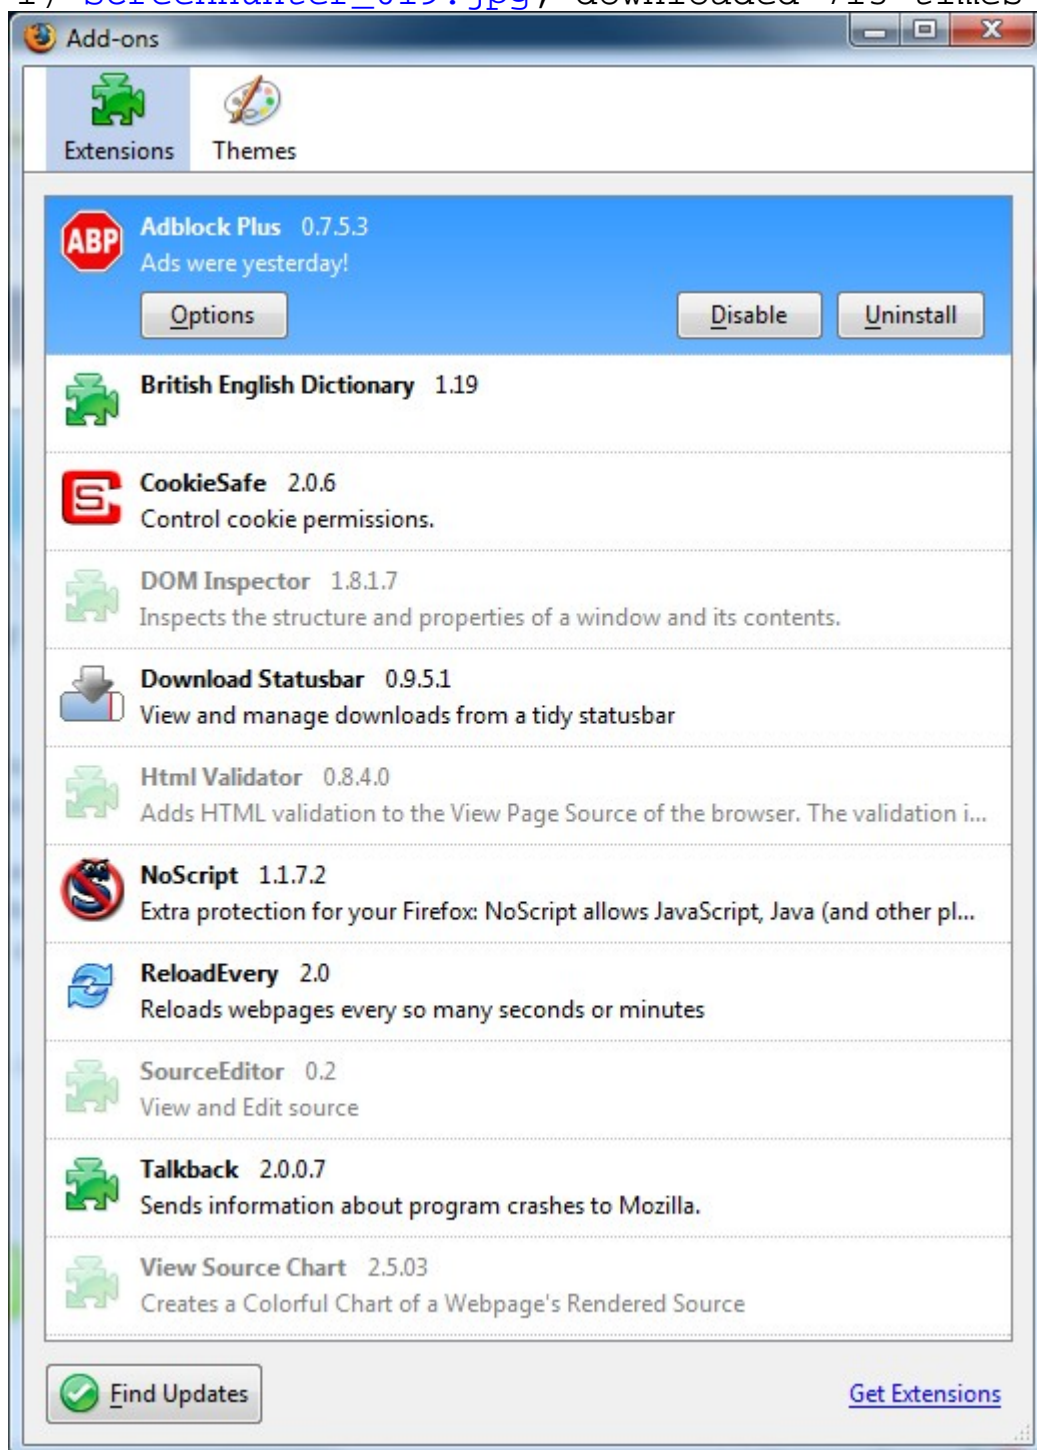 Add-ons
Extensions Themes
ABP Adblock Plus 0.7.5.3
Ads were yesterday!
Options Disable Uninstall
British English Dictionary 1.19
CookieSafe 2.0.6
Control cookie permissions.
DOM Inspector 1.8.1.7
Inspects the structure and properties of a window and its contents.
Download Statusbar 0.9.5.1
View and manage downloads from a tidy statusbar
Html Validator 0.8.4.0
Adds HTML validation to the View Page Source of the browser. The validation i...
NoScript 1.1.7.2
Extra protection for your Firefox: NoScript allows JavaScript, Java (and other pl...
ReloadEvery 2.0
Reloads webpages every so many seconds or minutes
SourceEditor 0.2
View and Edit source
Talkback 2.0.0.7
Sends information about program crashes to Mozilla.
View Source Chart 2.5.03
Creates a Colorful Chart of a Webpage's Rendered Source
Find Updates Get Extensions